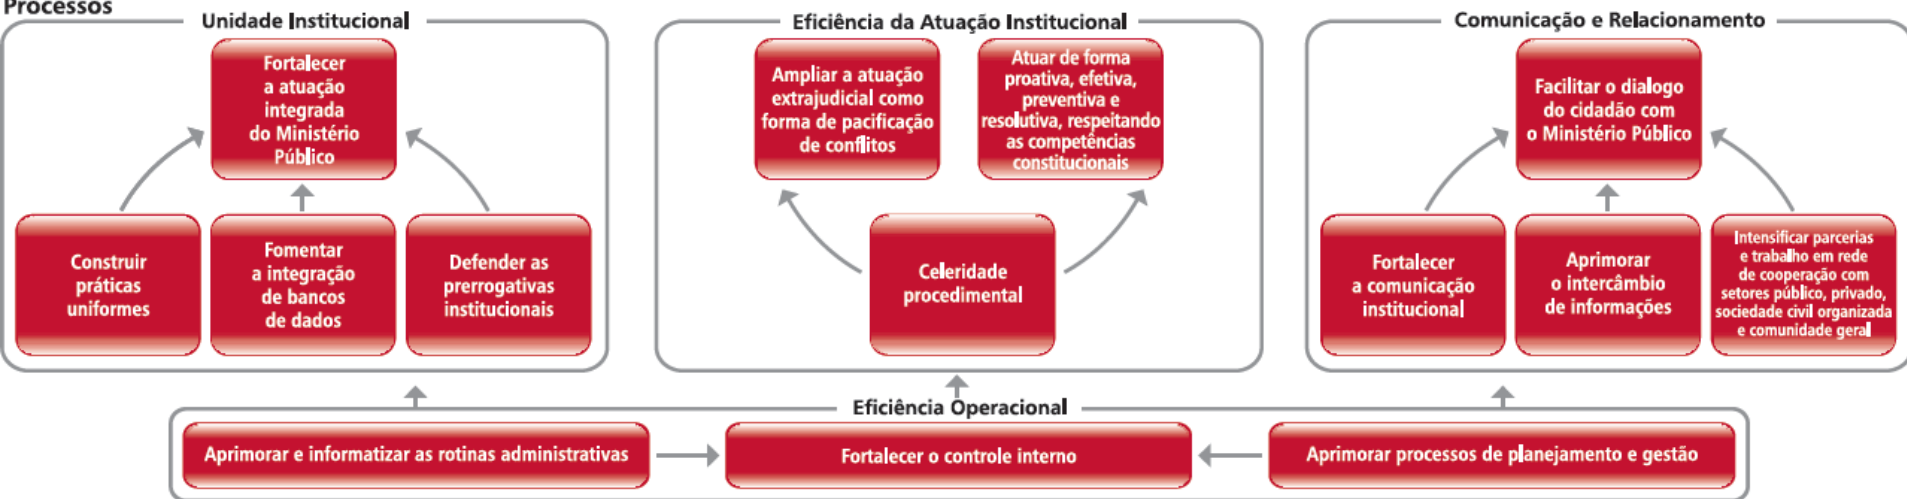 Processos
Unidade Institucional
Fortalecer
a atuação
integrada
do Ministério
Público
Construir
práticas
uniformes
Fomentar
a integração
de bancos
de dados
Defender as
prerrogativas
institucionais
Eficiência da Atuação Institucional
Ampliar a atuação
extrajudicial como
forma de pacificação
de conflitos
Atuar de forma
proativa, efetiva,
preventiva e
resolutiva, respeitando
as competências
constitucionais
Celeridade
procedimental
Comunicação e Relacionamento
Facilitar o dialogo
do cidadão com
o Ministério Público
Fortalecer
a comunicação
institucional
Aprimorar
o intercâmbio
de informações
Intensificar parcerias
e trabalho em rede
de cooperação com
setores público, privado,
sociedade civil organizada
e comunidade geral
Eficiência Operacional
Aprimorar e informatizar as rotinas administrativas
Fortalecer o controle interno
Aprimorar processos de planejamento e gestão